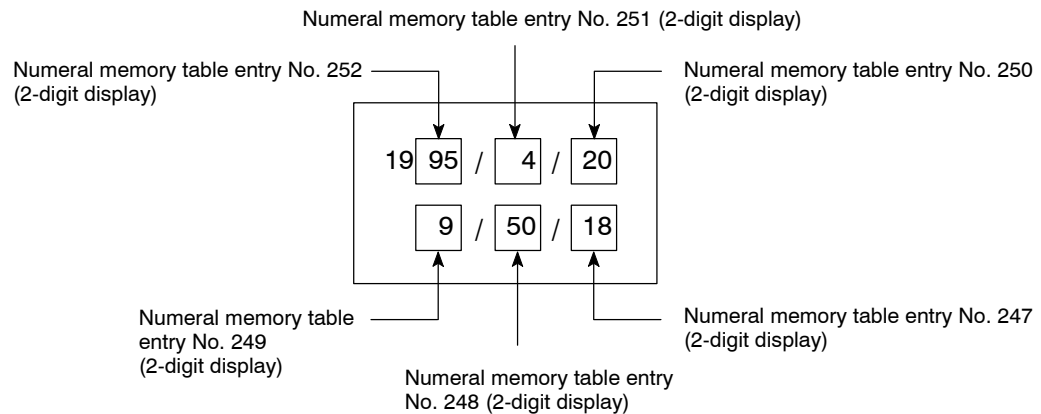 Numeral memory table entry No. 251 (2-digit display)
Numeral memory table entry No. 252
(2-digit display)
Numeral memory table entry No. 250
(2-digit display)
19 95 / 4 / 20
9 / 50 / 18
Numeral memory table
entry No. 249
(2-digit display)
Numeral memory table entry
No. 248 (2-digit display)
Numeral memory table entry No. 247
(2-digit display)